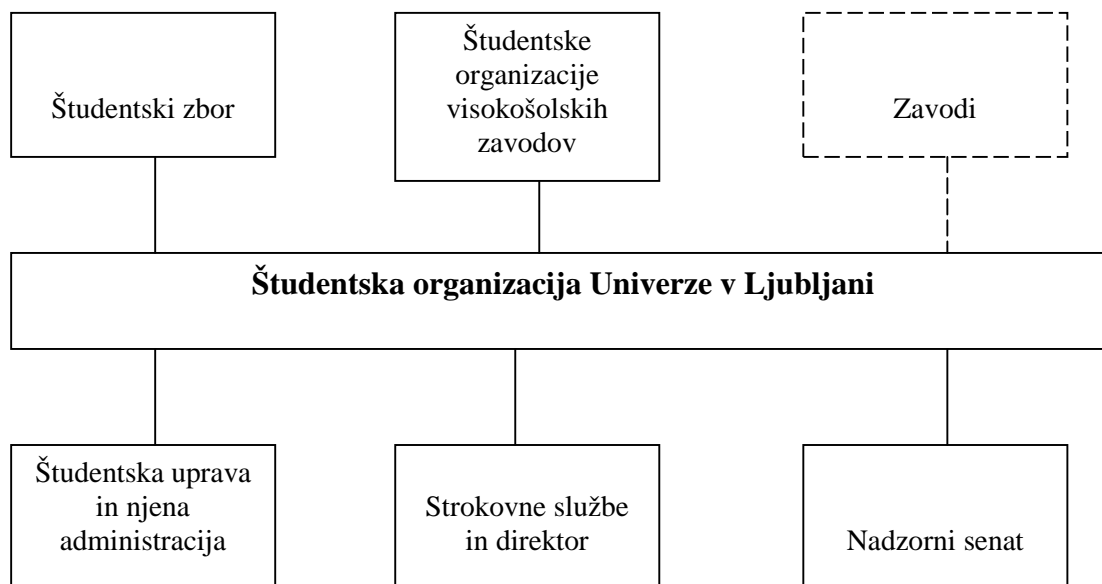 Študentski zbor
Študentske
organizacije
visokošolskih
zavodov
Zavodi
Študentska organizacija Univerze v Ljubljani
Študentska uprava
in njena
administracija
Strokovne službe
in direktor
Nadzorni senat